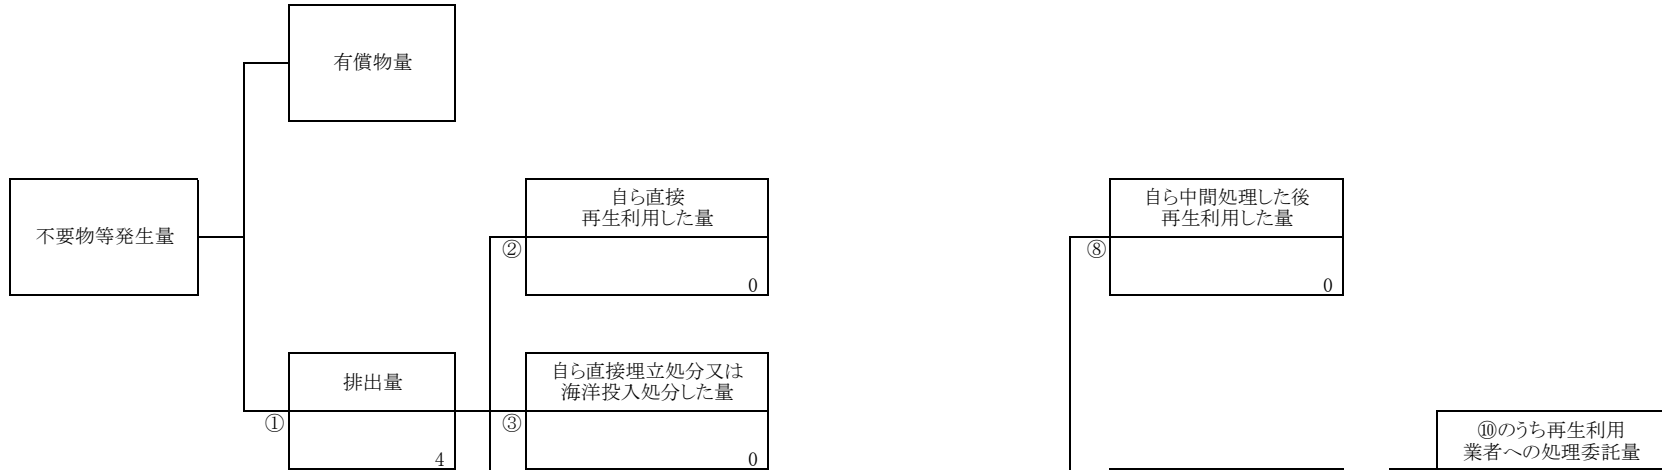 有償物量
不要物等発生量
自ら直接
再生利用した量
②
0
自ら中間処理した後
再生利用した量
⑧
0
排出量
①
4
自ら直接埋立処分又は
海洋投入処分した量
③
0
⑩のうち再生利用
業者への処理委託量